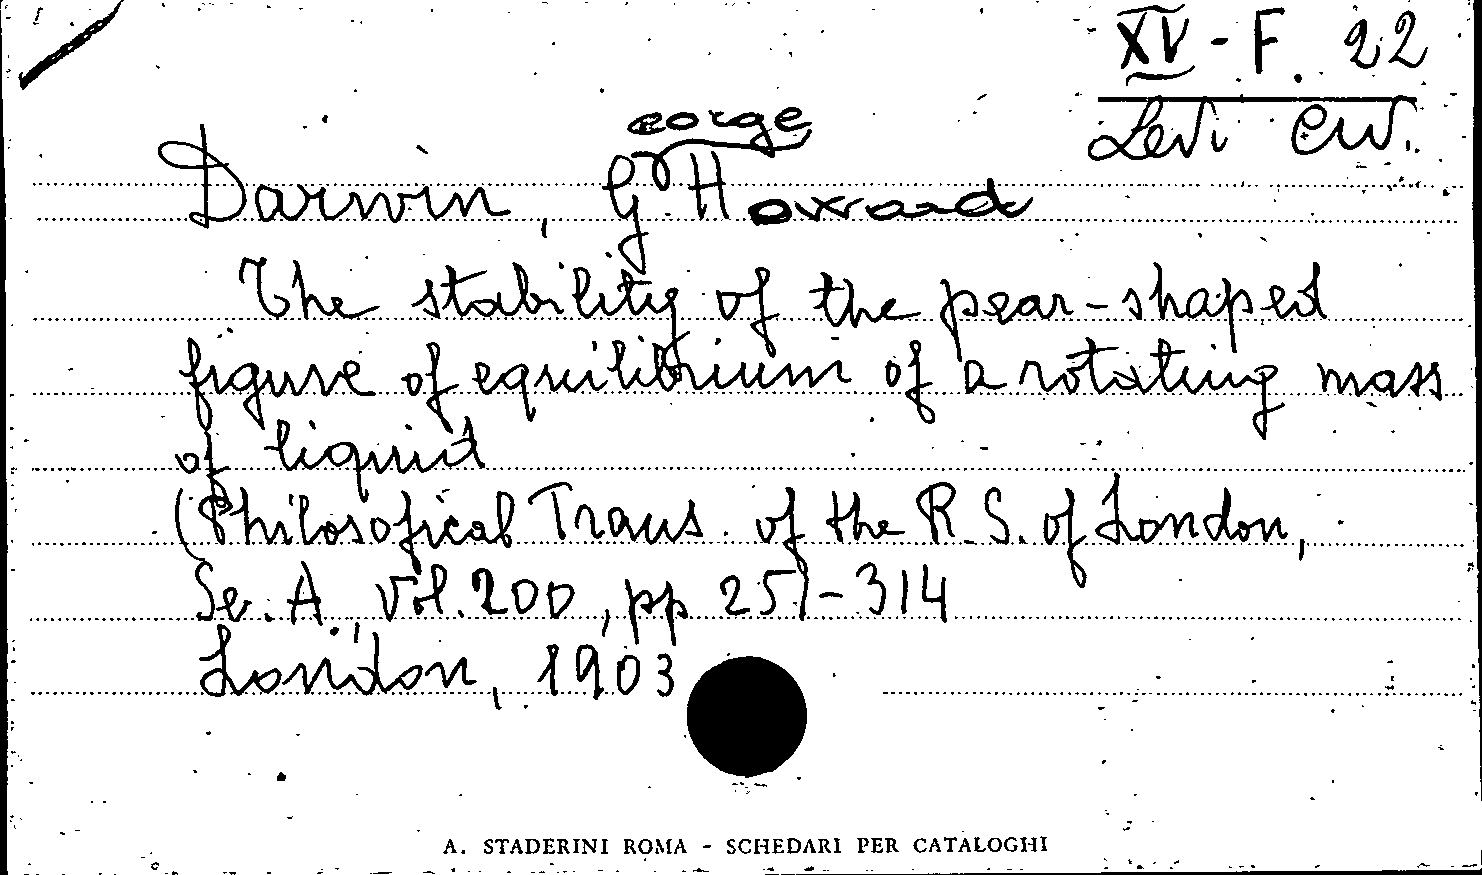 XV - F. 22
Levi Civ.
Darwin, George Howard
The stability of the pear-shaped
figure of equilibrium of a rotating mass
of liquid
(Philosofical Trans. of the R.S. of London,
Se. A., Vol. 200, pp 251-314
London, 1903
A. STADERINI ROMA - SCHEDARI PER CATALOGHI